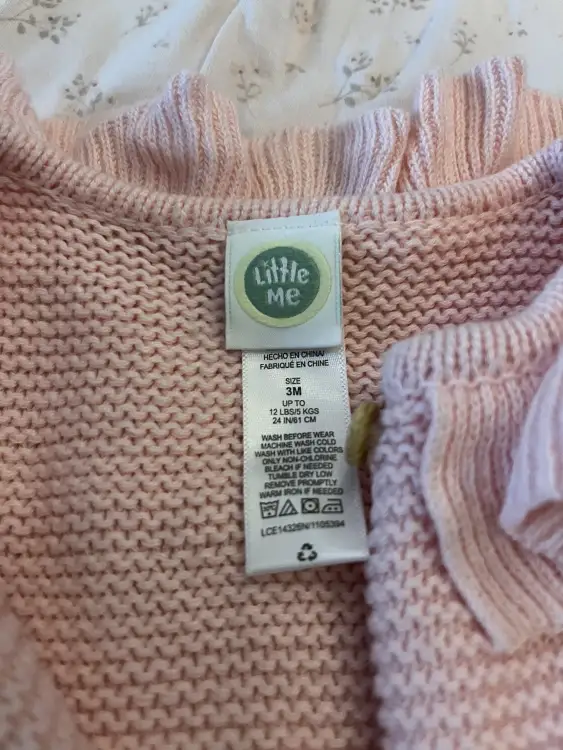 Little
Me
HECHO EN CHINA/
FABRIQUÉ EN CHINE
SIZE
3M
UP TO
12 LBS/5 KGS
24 IN/61 CM
WASH BEFORE WEAR
MACHINE WASH COLD
WASH WITH LIKE COLORS
ONLY NON-CHLORINE
BLEACH IF NEEDED
TUMBLE DRY LOW
REMOVE PROMPTLY
WARM IRON IF NEEDED
LCE14326N/1105394